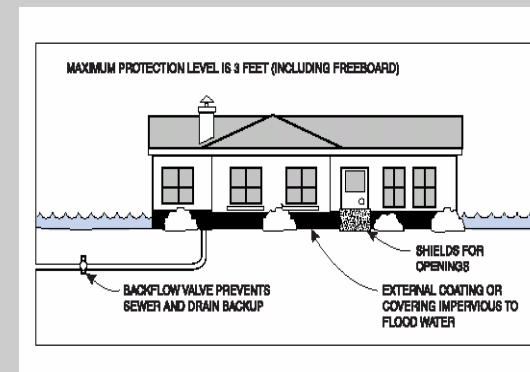 MAXIMUM PROTECTION LEVEL IS 3 FEET (INCLUDING FREEBOARD)
SHIELDS FOR
OPENINGS
BACKFLOW VALVE PREVENTS
SEWER AND DRAIN BACKUP
EXTERNAL COATING OR
COVERING IMPERVIOUS TO
FLOOD WATER